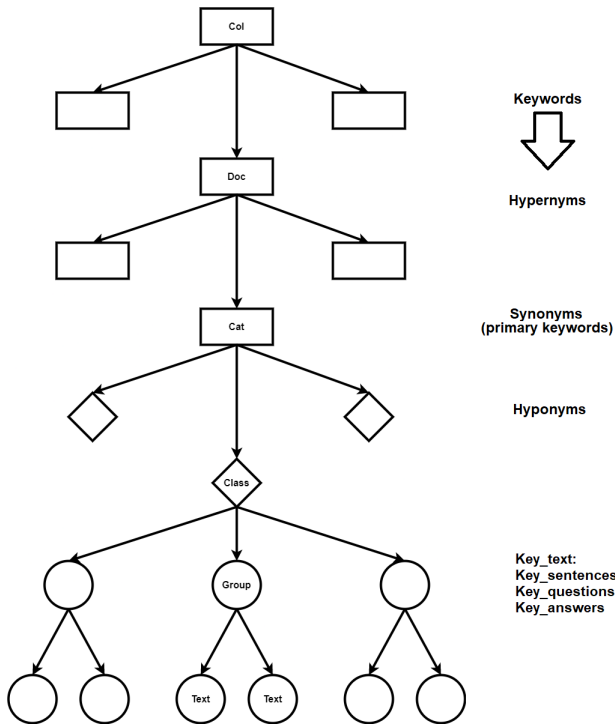 Col
Keywords
Doc
Hypernyms
Cat
Synonyms
(primary keywords)
Hyponyms
Class
Group
Key_text:
Key_sentences
Key_questions
Key_answers
Text
Text